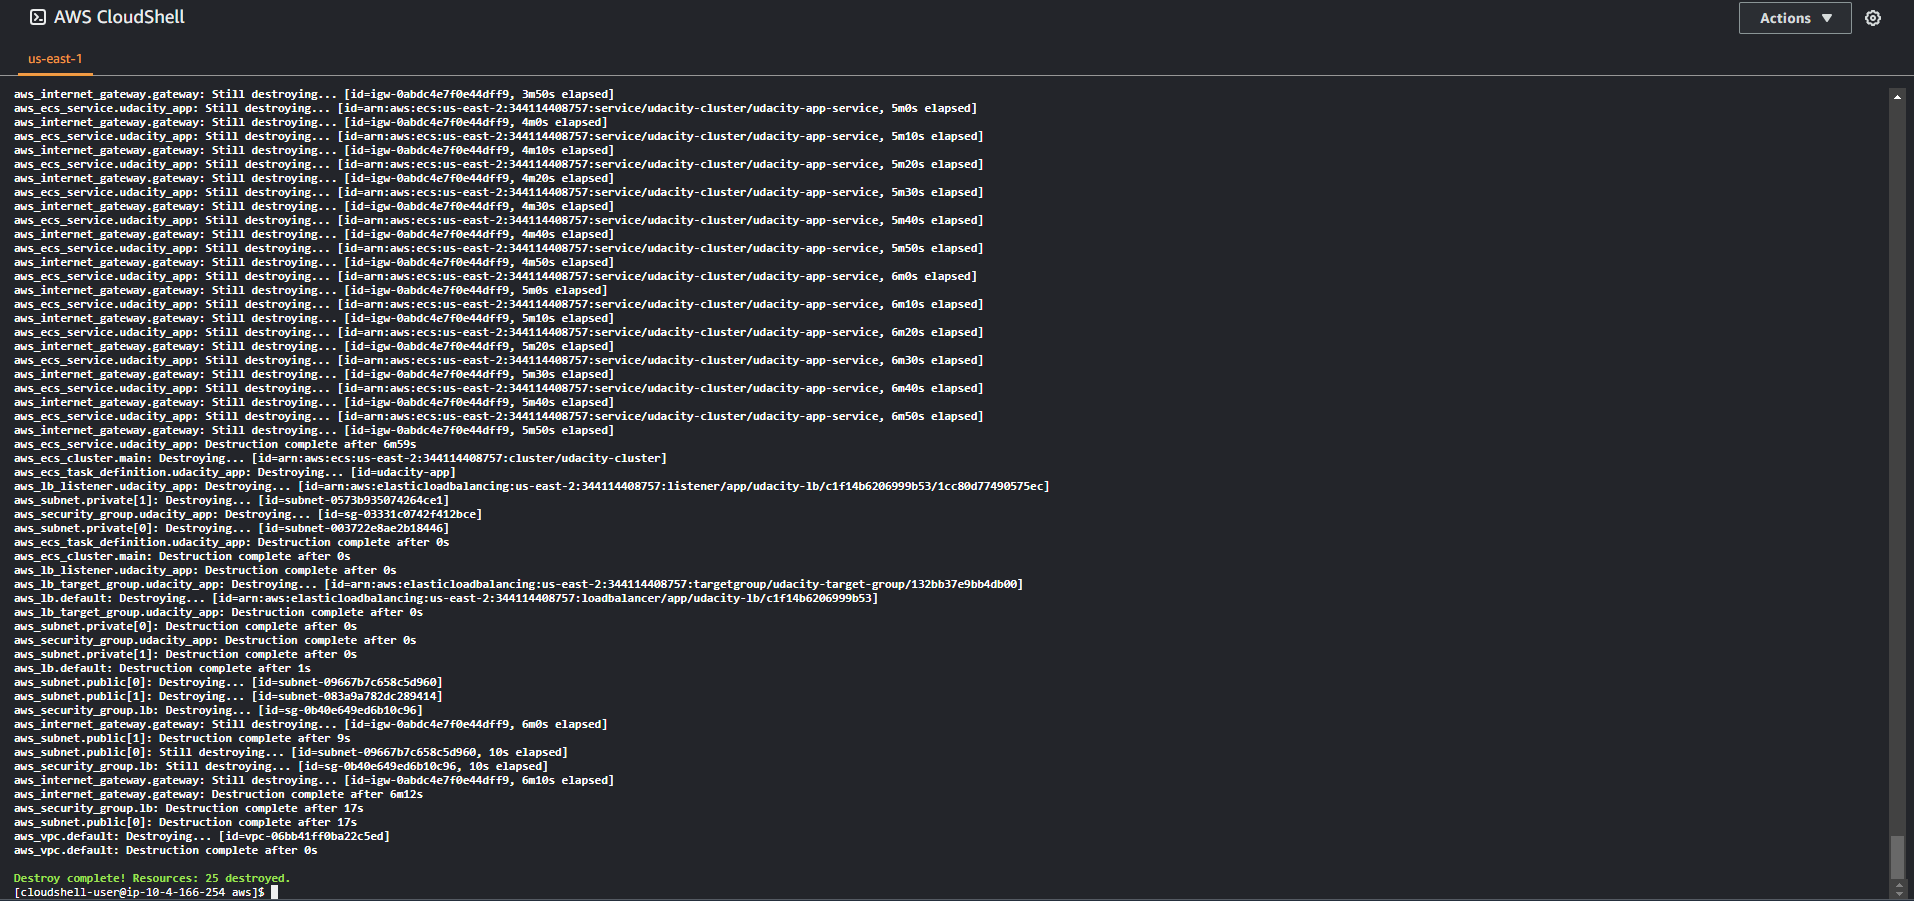 AWS CloudShell
Actions
us-east-1
aws_internet_gateway.gateway: Still destroying... [id=igw-0abdc4e7f0e44dff9, 3m50s elapsed]
aws_ecs_service.udacity_app: Still destroying... [id=arn:aws:ecs:us-east-2:344114408757:service/udacity-cluster/udacity-app-service, 5m0s elapsed]
aws_internet_gateway.gateway: Still destroying... [id=igw-0abdc4e7f0e44dff9, 4m0s elapsed]
aws_ecs_service.udacity_app: Still destroying... [id=arn:aws:ecs:us-east-2:344114408757:service/udacity-cluster/udacity-app-service, 5m10s elapsed]
aws_internet_gateway.gateway: Still destroying... [id=igw-0abdc4e7f0e44dff9, 4m10s elapsed]
aws_ecs_service.udacity_app: Still destroying... [id=arn:aws:ecs:us-east-2:344114408757:service/udacity-cluster/udacity-app-service, 5m20s elapsed]
aws_internet_gateway.gateway: Still destroying... [id=igw-0abdc4e7f0e44dff9, 4m20s elapsed]
aws_ecs_service.udacity_app: Still destroying... [id=arn:aws:ecs:us-east-2:344114408757:service/udacity-cluster/udacity-app-service, 5m30s elapsed]
aws_internet_gateway.gateway: Still destroying... [id=igw-0abdc4e7f0e44dff9, 4m30s elapsed]
aws_ecs_service.udacity_app: Still destroying... [id=arn:aws:ecs:us-east-2:344114408757:service/udacity-cluster/udacity-app-service, 5m40s elapsed]
aws_internet_gateway.gateway: Still destroying... [id=igw-0abdc4e7f0e44dff9, 4m40s elapsed]
aws_ecs_service.udacity_app: Still destroying... [id=arn:aws:ecs:us-east-2:344114408757:service/udacity-cluster/udacity-app-service, 5m50s elapsed]
aws_internet_gateway.gateway: Still destroying... [id=igw-0abdc4e7f0e44dff9, 4m50s elapsed]
aws_ecs_service.udacity_app: Still destroying... [id=arn:aws:ecs:us-east-2:344114408757:service/udacity-cluster/udacity-app-service, 6m0s elapsed]
aws_internet_gateway.gateway: Still destroying... [id=igw-0abdc4e7f0e44dff9, 5m0s elapsed]
aws_ecs_service.udacity_app: Still destroying... [id=arn:aws:ecs:us-east-2:344114408757:service/udacity-cluster/udacity-app-service, 6m10s elapsed]
aws_internet_gateway.gateway: Still destroying... [id=igw-0abdc4e7f0e44dff9, 5m10s elapsed]
aws_ecs_service.udacity_app: Still destroying... [id=arn:aws:ecs:us-east-2:344114408757:service/udacity-cluster/udacity-app-service, 6m20s elapsed]
aws_internet_gateway.gateway: Still destroying... [id=igw-0abdc4e7f0e44dff9, 5m20s elapsed]
aws_ecs_service.udacity_app: Still destroying... [id=arn:aws:ecs:us-east-2:344114408757:service/udacity-cluster/udacity-app-service, 6m30s elapsed]
aws_internet_gateway.gateway: Still destroying... [id=igw-0abdc4e7f0e44dff9, 5m30s elapsed]
aws_ecs_service.udacity_app: Still destroying... [id=arn:aws:ecs:us-east-2:344114408757:service/udacity-cluster/udacity-app-service, 6m40s elapsed]
aws_internet_gateway.gateway: Still destroying... [id=igw-0abdc4e7f0e44dff9, 5m40s elapsed]
aws_ecs_service.udacity_app: Still destroying... [id=arn:aws:ecs:us-east-2:344114408757:service/udacity-cluster/udacity-app-service, 6m50s elapsed]
aws_internet_gateway.gateway: Still destroying... [id=igw-0abdc4e7f0e44dff9, 5m50s elapsed]
aws_ecs_service.udacity_app: Destruction complete after 6m59s
aws_ecs_cluster.main: Destroying... [id=arn:aws:ecs:us-east-2:344114408757:cluster/udacity-cluster]
aws_ecs_task_definition.udacity_app: Destroying... [id=udacity-app]
aws_lb_listener.udacity_app: Destroying... [id=arn:aws:elasticloadbalancing:us-east-2:344114408757:listener/app/udacity-lb/c1f14b6206999b53/1cc80d77490575ec]
aws_subnet.private[1]: Destroying... [id=subnet-0573b935074264ce1]
aws_security_group.udacity_app: Destroying... [id=sg-03331c0742f412bce]
aws_subnet.private[0]: Destroying... [id=subnet-003722e8ae2b18446]
aws_ecs_task_definition.udacity_app: Destruction complete after 0s
aws_ecs_cluster.main: Destruction complete after 0s
aws_lb_listener.udacity_app: Destruction complete after 0s
aws_lb_target_group.udacity_app: Destroying... [id=arn:aws:elasticloadbalancing:us-east-2:344114408757:targetgroup/udacity-target-group/132bb37e9bb4db00]
aws_lb.default: Destroying... [id=arn:aws:elasticloadbalancing:us-east-2:344114408757:loadbalancer/app/udacity-lb/c1f14b6206999b53]
aws_lb_target_group.udacity_app: Destruction complete after 0s
aws_subnet.private[0]: Destruction complete after 0s
aws_security_group.udacity_app: Destruction complete after 0s
aws_subnet.private[1]: Destruction complete after 0s
aws_lb.default: Destruction complete after 1s
aws_subnet.public[0]: Destroying... [id=subnet-09667b7c658c5d960]
aws_subnet.public[1]: Destroying... [id=subnet-083a9a782dc289414]
aws_security_group.lb: Destroying... [id=sg-0b40e649ed6b10c96]
aws_internet_gateway.gateway: Still destroying... [id=igw-0abdc4e7f0e44dff9, 6m0s elapsed]
aws_subnet.public[1]: Destruction complete after 9s
aws_subnet.public[0]: Still destroying... [id=subnet-09667b7c658c5d960, 10s elapsed]
aws_security_group.lb: Still destroying... [id=sg-0b40e649ed6b10c96, 10s elapsed]
aws_internet_gateway.gateway: Still destroying... [id=igw-0abdc4e7f0e44dff9, 6m10s elapsed]
aws_internet_gateway.gateway: Destruction complete after 6m12s
aws_security_group.lb: Destruction complete after 17s
aws_subnet.public[0]: Destruction complete after 17s
aws_vpc.default: Destroying... [id=vpc-06bb41ff0ba22c5ed]
aws_vpc.default: Destruction complete after 0s
Destroy complete! Resources: 25 destroyed.
[cloudshell-user@ip-10-4-166-254 aws]$